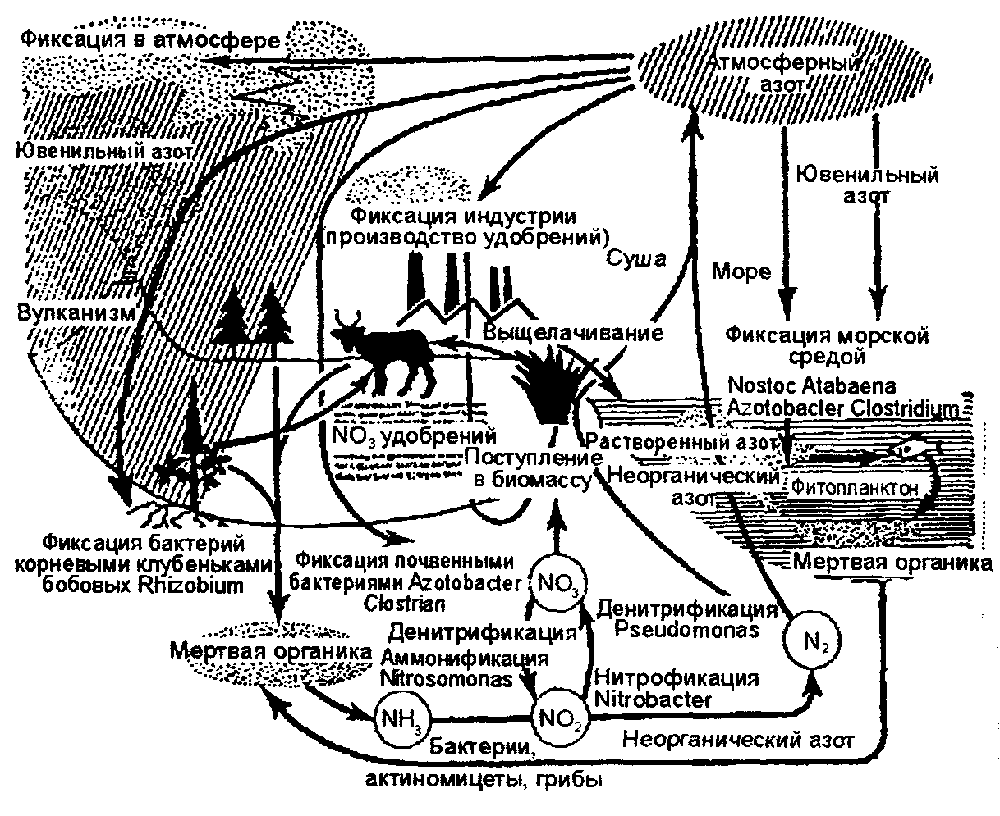 Фиксация в атмосфере
Атмосферный
азот
Ювенильный азот
Ювенильный
азот
Фиксация индустрии
(производство удобрений)
Суша
Море
Вулканизм
Выщелачивание
Фиксация морской
средой
Nostoc Atabaena
Azotobacter Clostridium
NO3 удобрений
Растворенный азот
Поступление
в биомассу
Неорганический
азот
Фитопланктон
Фиксация бактерий
корневыми клубеньками
бобовых Rhizobium
Фиксация почвенными
бактериями Azotobacter
Clostrian
NO3
Мертвая органика
Денитрификация
Pseudomonas
N2
Денитрификация
Мертвая органика
Аммонификация
Nitrosomonas
Нитрофикация
Nitrobacter
NH3
NO2
Неорганический азот
Бактерии,
актиномицеты, грибы